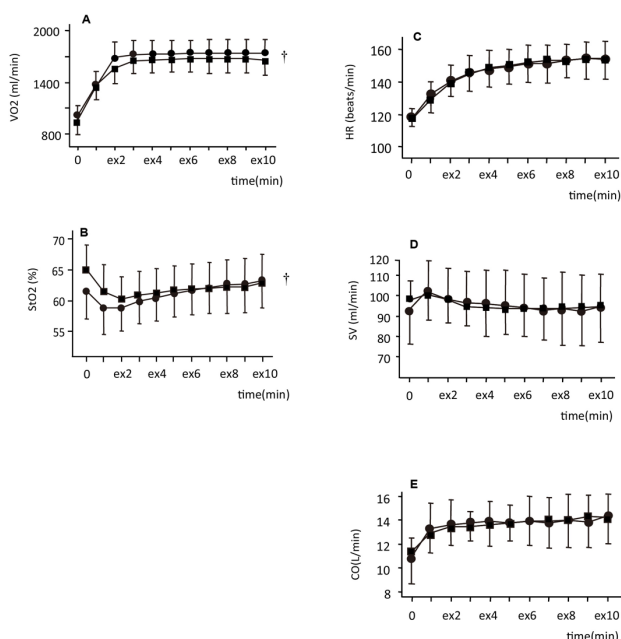 A
2000
1400
800
VO2 (ml/min)
†
0 ex2 ex4 ex6 ex8 ex10
time(min)
B
70
65
60
55
StO2 (%)
†
0 ex2 ex4 ex6 ex8 ex10
time(min)
C
160
140
120
100
HR (beats/min)
0 ex2 ex4 ex6 ex8 ex10
time(min)
D
120
110
100
90
80
70
SV (ml/min)
0 ex2 ex4 ex6 ex8 ex10
time(min)
E
16
14
12
10
8
CO(L/min)
0 ex2 ex4 ex6 ex8 ex10
time(min)